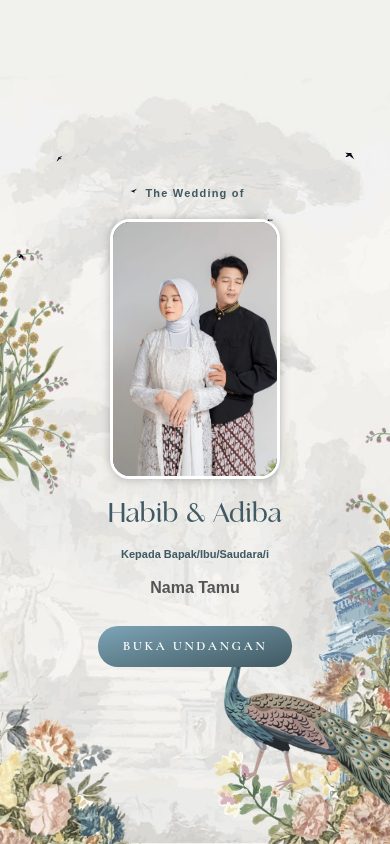 The Wedding of
Habib & Adiba
Kepada Bapak/Ibu/Saudara/i
Nama Tamu
BUKA UNDANGAN